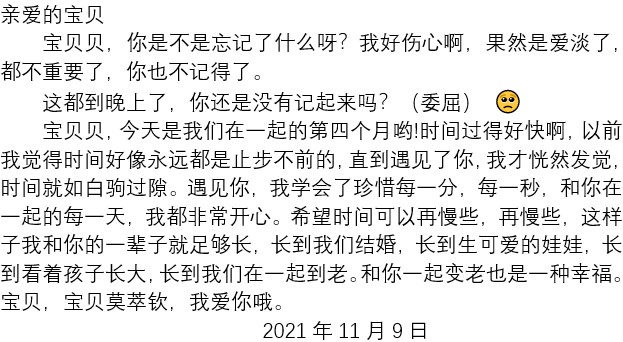 亲爱的宝贝
宝贝贝，你是不是忘记了什么呀？我好伤心啊，果然是爱淡了，
都不重要了，你也不记得了。
这都到晚上了，你还是没有记起来吗？（委屈）🥺
宝贝贝，今天是我们在一起的第四个月哟!时间过得好快啊，以前
我觉得时间好像永远都是止步不前的，直到遇见了你，我才恍然发觉，
时间就如白驹过隙。遇见你，我学会了珍惜每一分，每一秒，和你在
一起的每一天，我都非常开心。希望时间可以再慢些，再慢些，这样
子我和你的一辈子就足够长，长到我们结婚，长到生可爱的娃娃，长
到看着孩子长大，长到我们在一起到老。和你一起变老也是一种幸福。
宝贝，宝贝莫萃钦，我爱你哦。
2021 年 11 月 9 日